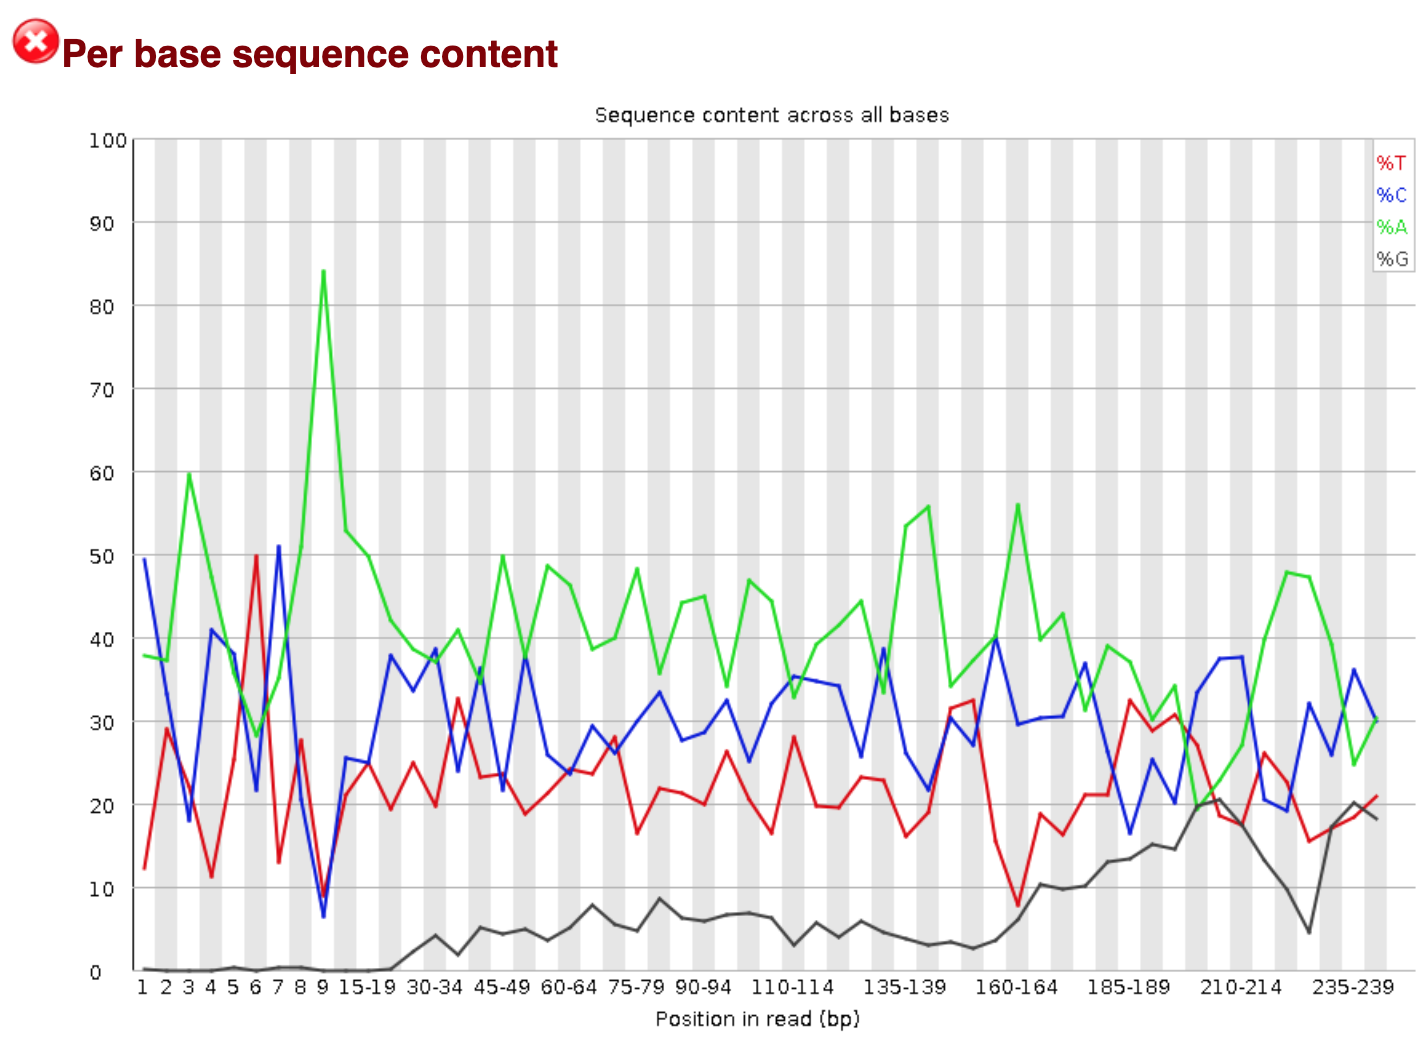 Per base sequence content
Sequence content across all bases
100
90
80
70
60
50
40
30
20
10
0
%T
%C
%A
%G
1 2 3 4 5 6 7 8 9 15-19 30-34 45-49 60-64 75-79 90-94 110-114 135-139 160-164 185-189 210-214 235-239
Position in read (bp)